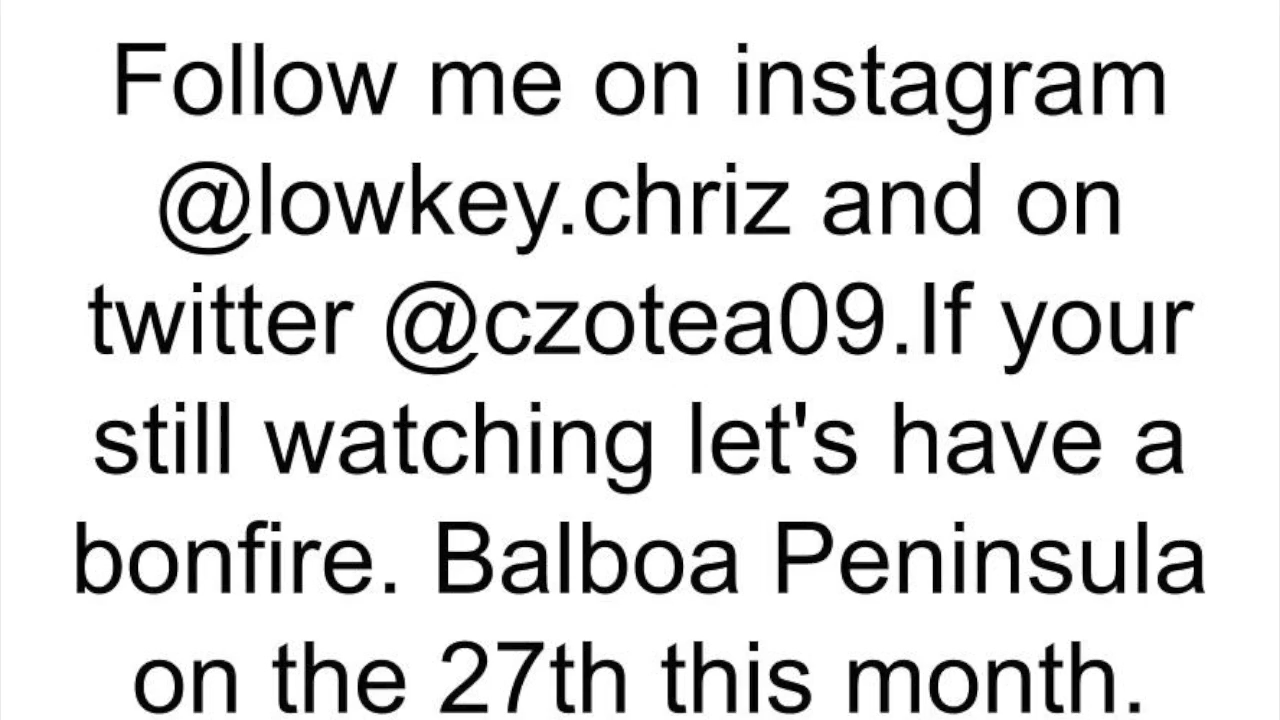 Follow me on instagram
@lowkey.chriz and on
twitter @czotea09.If your
still watching let's have a
bonfire. Balboa Peninsula
on the 27th this month.